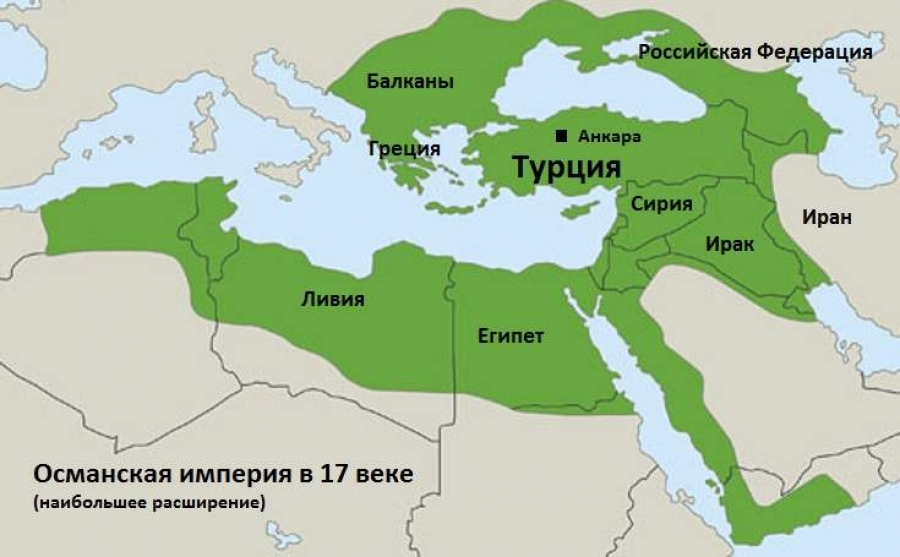 Российская Федерация
Балканы
Анкара
Греция
Турция
Сирия
Иран
Ирак
Ливия
Египет
Османская империя в 17 веке
(наибольшее расширение)